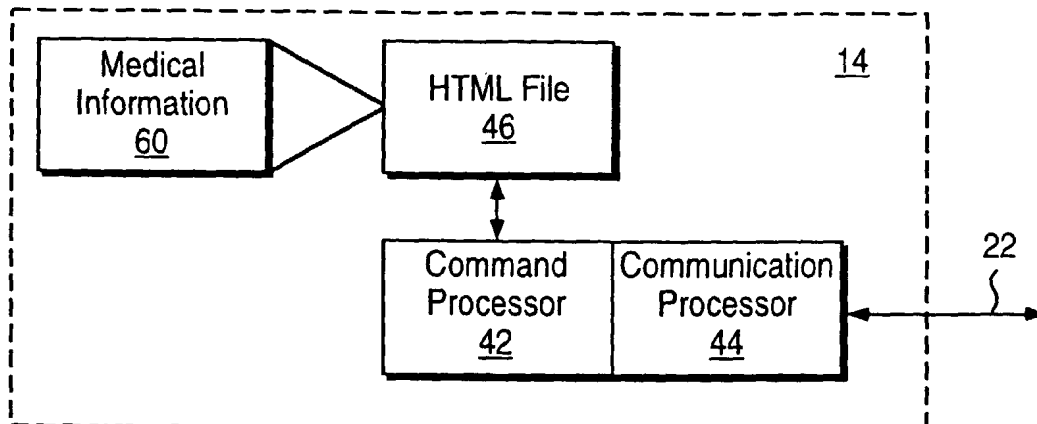 Medical
Information
60
HTML File
46
14
Command
Processor
42
Communication
Processor
44
22